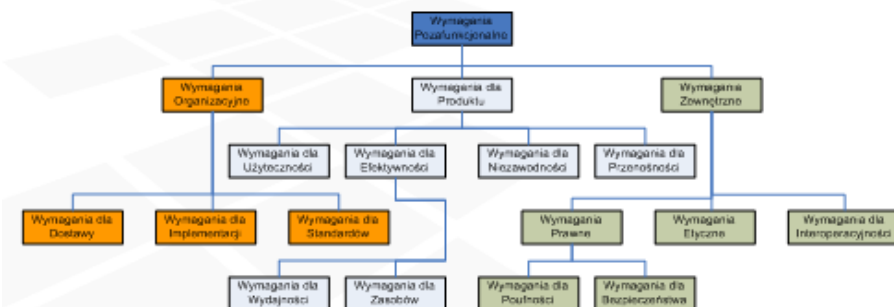 Wymagania
Pozafunkcjonalne
Wymagania
Organizacyjne
Wymagania dla
Produktu
Wymagania
Zewnętrzne
Wymagania dla
Użyteczności
Wymagania dla
Efektywności
Wymagania dla
Niezawodności
Wymagania dla
Przenośności
Wymagania dla
Dostawy
Wymagania dla
Implementacji
Wymagania dla
Standardów
Wymagania
Prawne
Wymagania
Etyczne
Wymagania dla
Interoperacyjności
Wymagania dla
Wydajności
Wymagania dla
Zasobów
Wymagania dla
Poufności
Wymagania dla
Bezpieczeństwa